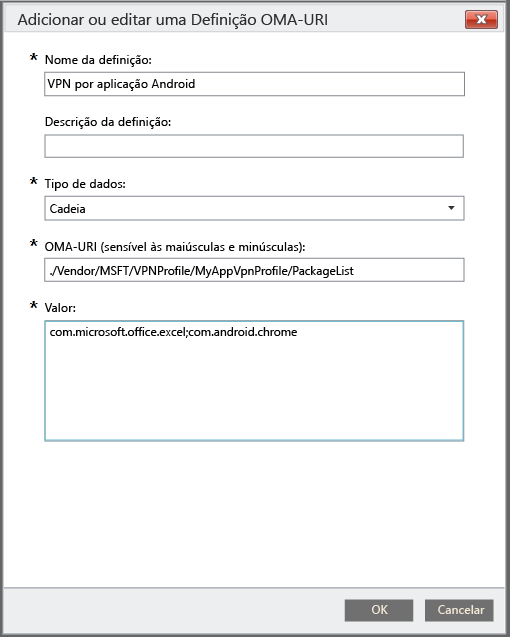 Adicionar ou editar uma Definição OMA-URI
* Nome da definição:
VPN por aplicação Android
Descrição da definição:
* Tipo de dados:
Cadeia
* OMA-URI (sensível às maiúsculas e minúsculas):
./Vendor/MSFT/VPNProfile/MyAppVpnProfile/PackageList
* Valor:
com.microsoft.office.excel;com.android.chrome
OK Cancelar